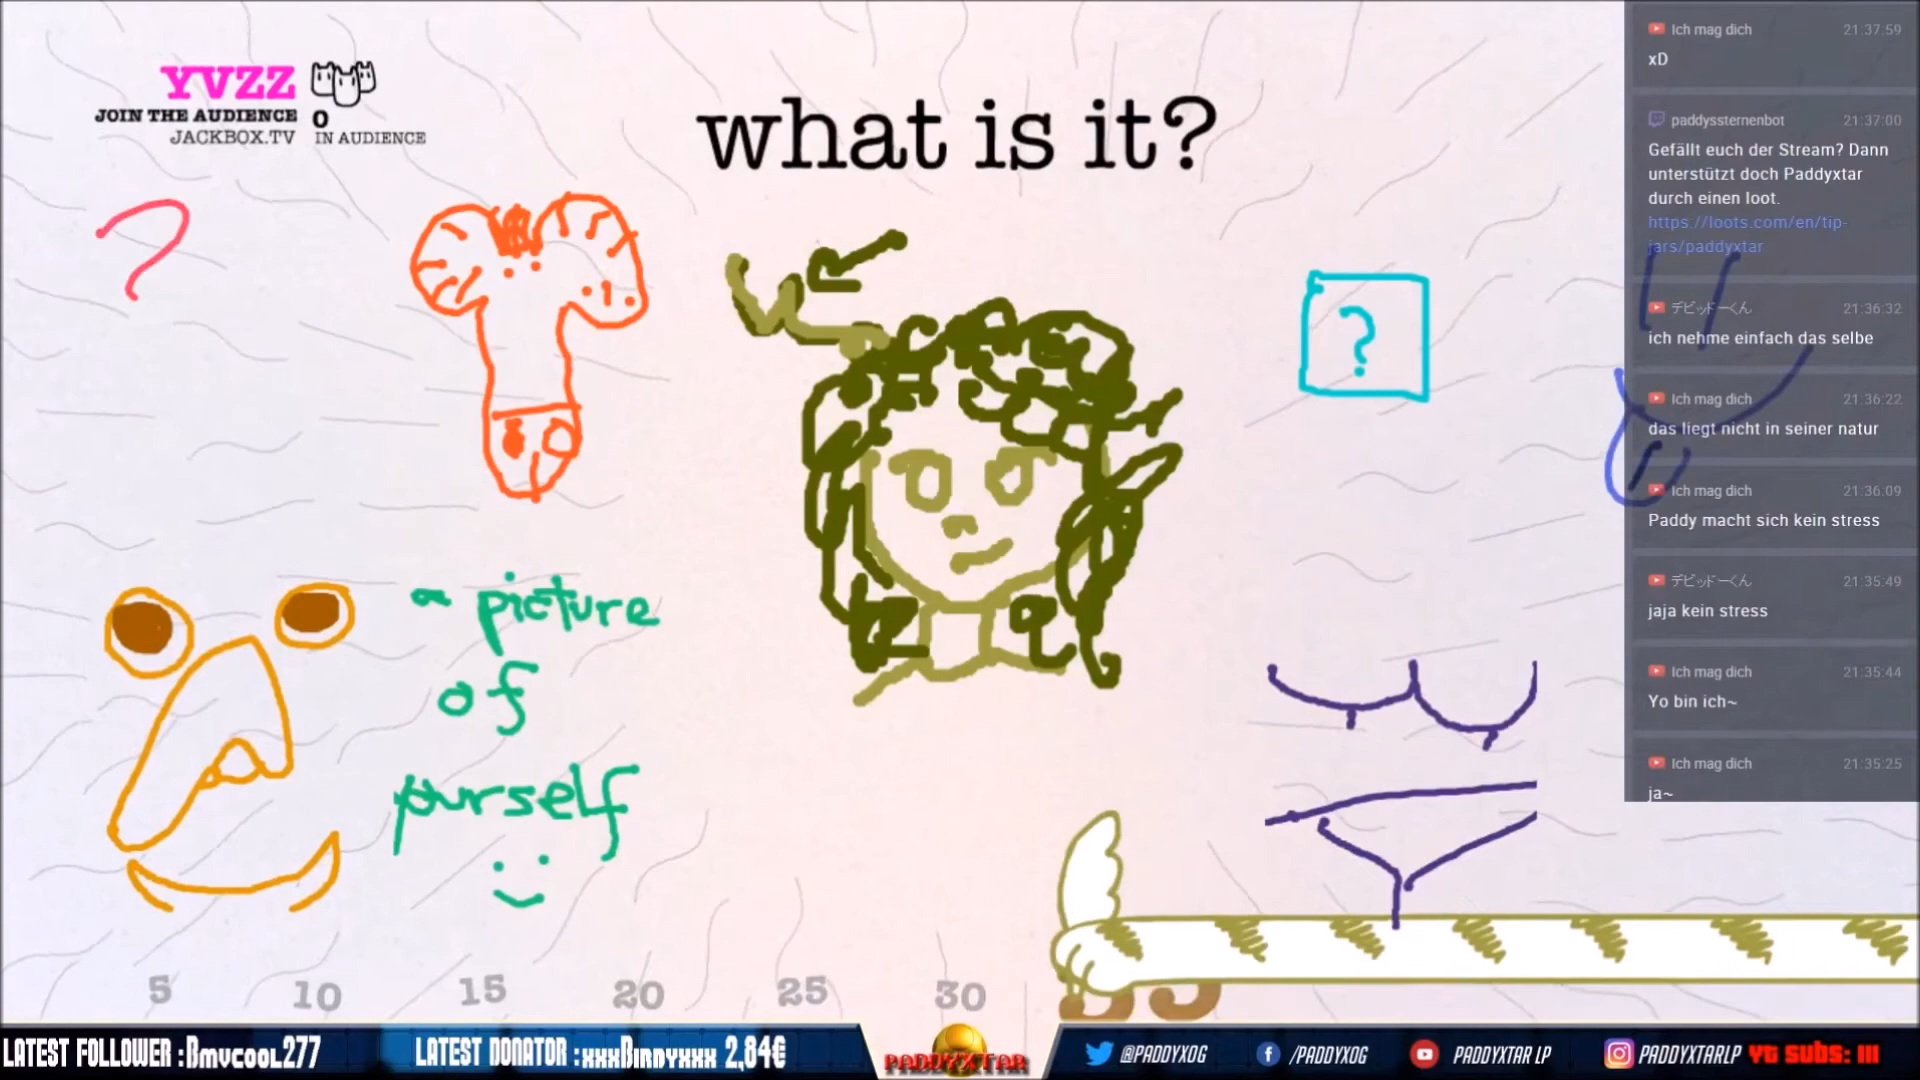 YVZZ
JOIN THE AUDIENCE
JACKBOX.TV
0
IN AUDIENCE
what is it?
?
?
a picture
of
yourself
5 10 15 20 25 30
Ich mag dich 21:37:59
xD
paddyssternenbot 21:37:00
Gefällt euch der Stream? Dann
unterstützt doch Paddyxtar
durch einen loot.
https://loots.com/en/tip-
jars/paddyxtar
デビッドーくん 21:36:32
ich nehme einfach das selbe
Ich mag dich 21:36:22
das liegt nicht in seiner natur
Ich mag dich 21:36:09
Paddy macht sich kein stress
デビッドーくん 21:35:49
jaja kein stress
Ich mag dich 21:35:44
Yo bin ich~
Ich mag dich 21:35:25
ja~
LATEST FOLLOWER :Bmvcool277
LATEST DONATOR :xxxBirdyxxx 2,84€
PADDYXTAR
@PADDYXOG
/PADDYXOG
PADDYXTAR LP
PADDYXTARLP
YT SUBS: 111